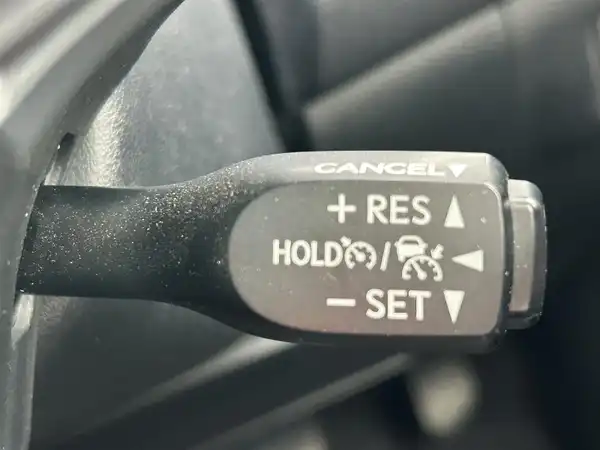 CANCEL▼
+ RES ▲
HOLD / ◀
− SET ▼